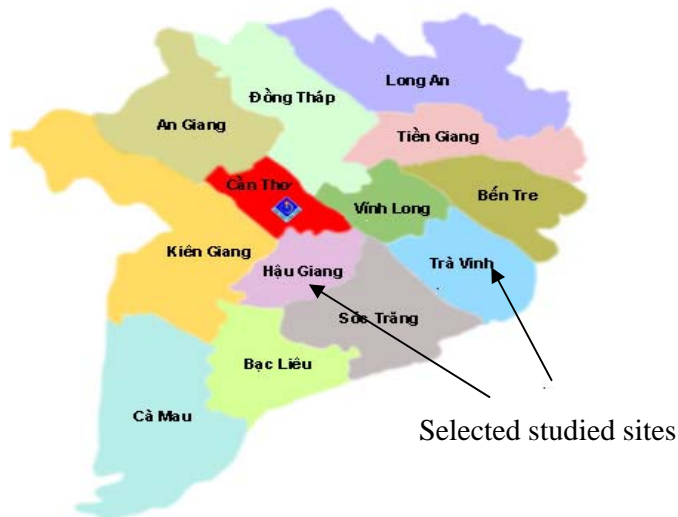 Long An
Đồng Tháp
An Giang
Tiền Giang
Cần Thơ
Bến Tre
Vĩnh Long
Kiên Giang
Hậu Giang
Trà Vinh
Sóc Trăng
Bạc Liêu
Cà Mau
Selected studied sites